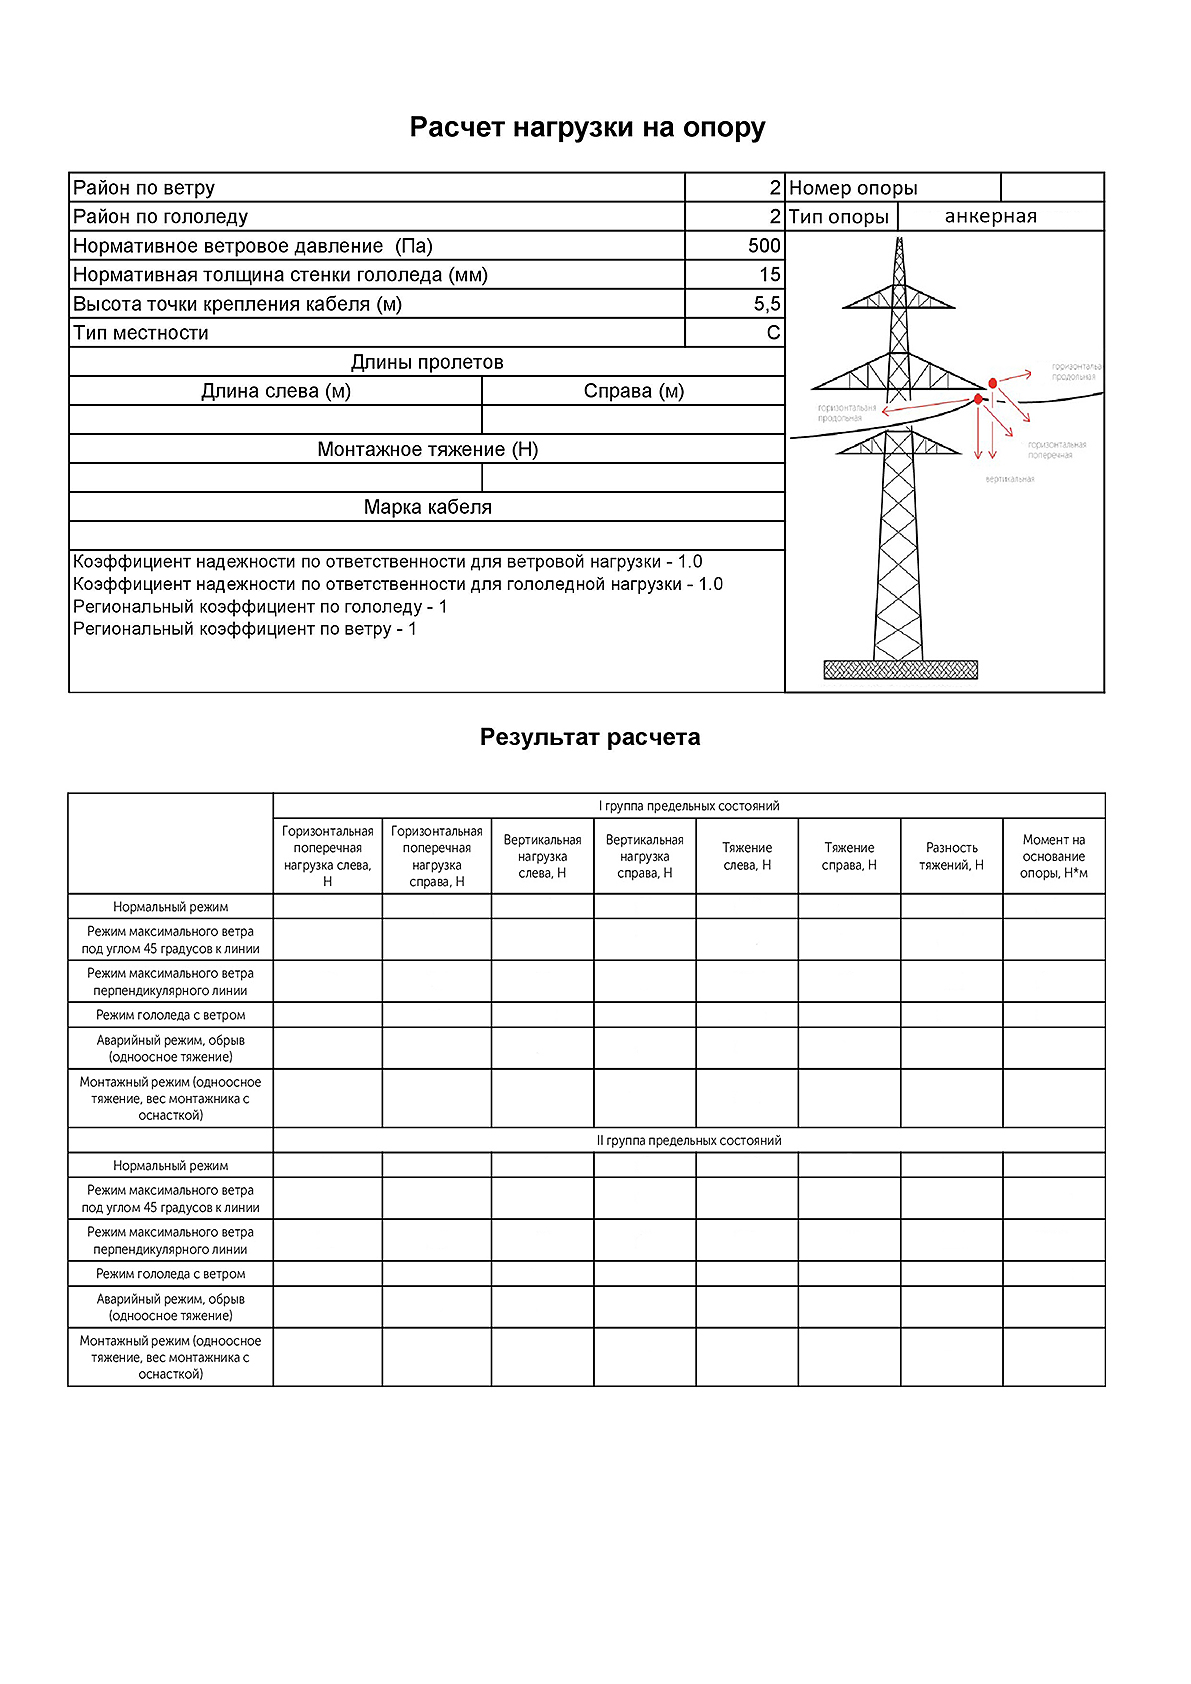 Расчет нагрузки на опору
Район по ветру 2 Номер опоры
Район по гололеду 2 Тип опоры анкерная
Нормативное ветровое давление (Па) 500
Нормативная толщина стенки гололеда (мм) 15
Высота точки крепления кабеля (м) 5,5
Тип местности С
Длины пролетов
Длина слева (м) Справа (м)
Монтажное тяжение (Н)
Марка кабеля
Коэффициент надежности по ответственности для ветровой нагрузки - 1.0
Коэффициент надежности по ответственности для гололедной нагрузки - 1.0
Региональный коэффициент по гололеду - 1
Региональный коэффициент по ветру - 1
горизонтальа
продольная
горизонтальаня
продольная
горизонтальная
поперечная
вертикальная
Результат расчета
I группа предельных состояний
Горизонтальная
поперечная
нагрузка слева,
Н
Горизонтальная
поперечная
нагрузка
справа, Н
Вертикальная
нагрузка
слева, Н
Вертикальная
нагрузка
справа, Н
Тяжение
слева, Н
Тяжение
справа, Н
Разность
тяжений, Н
Момент на
основание
опоры, Н*м
Нормальный режим
Режим максимального ветра
под углом 45 градусов к линии
Режим максимального ветра
перпендикулярного линии
Режим гололеда с ветром
Аварийный режим, обрыв
(одноосное тяжение)
Монтажный режим (одноосное
тяжение, вес монтажника с
оснасткой)
II группа предельных состояний
Нормальный режим
Режим максимального ветра
под углом 45 градусов к линии
Режим максимального ветра
перпендикулярного линии
Режим гололеда с ветром
Аварийный режим, обрыв
(одноосное тяжение)
Монтажный режим (одноосное
тяжение, вес монтажника с
оснасткой)